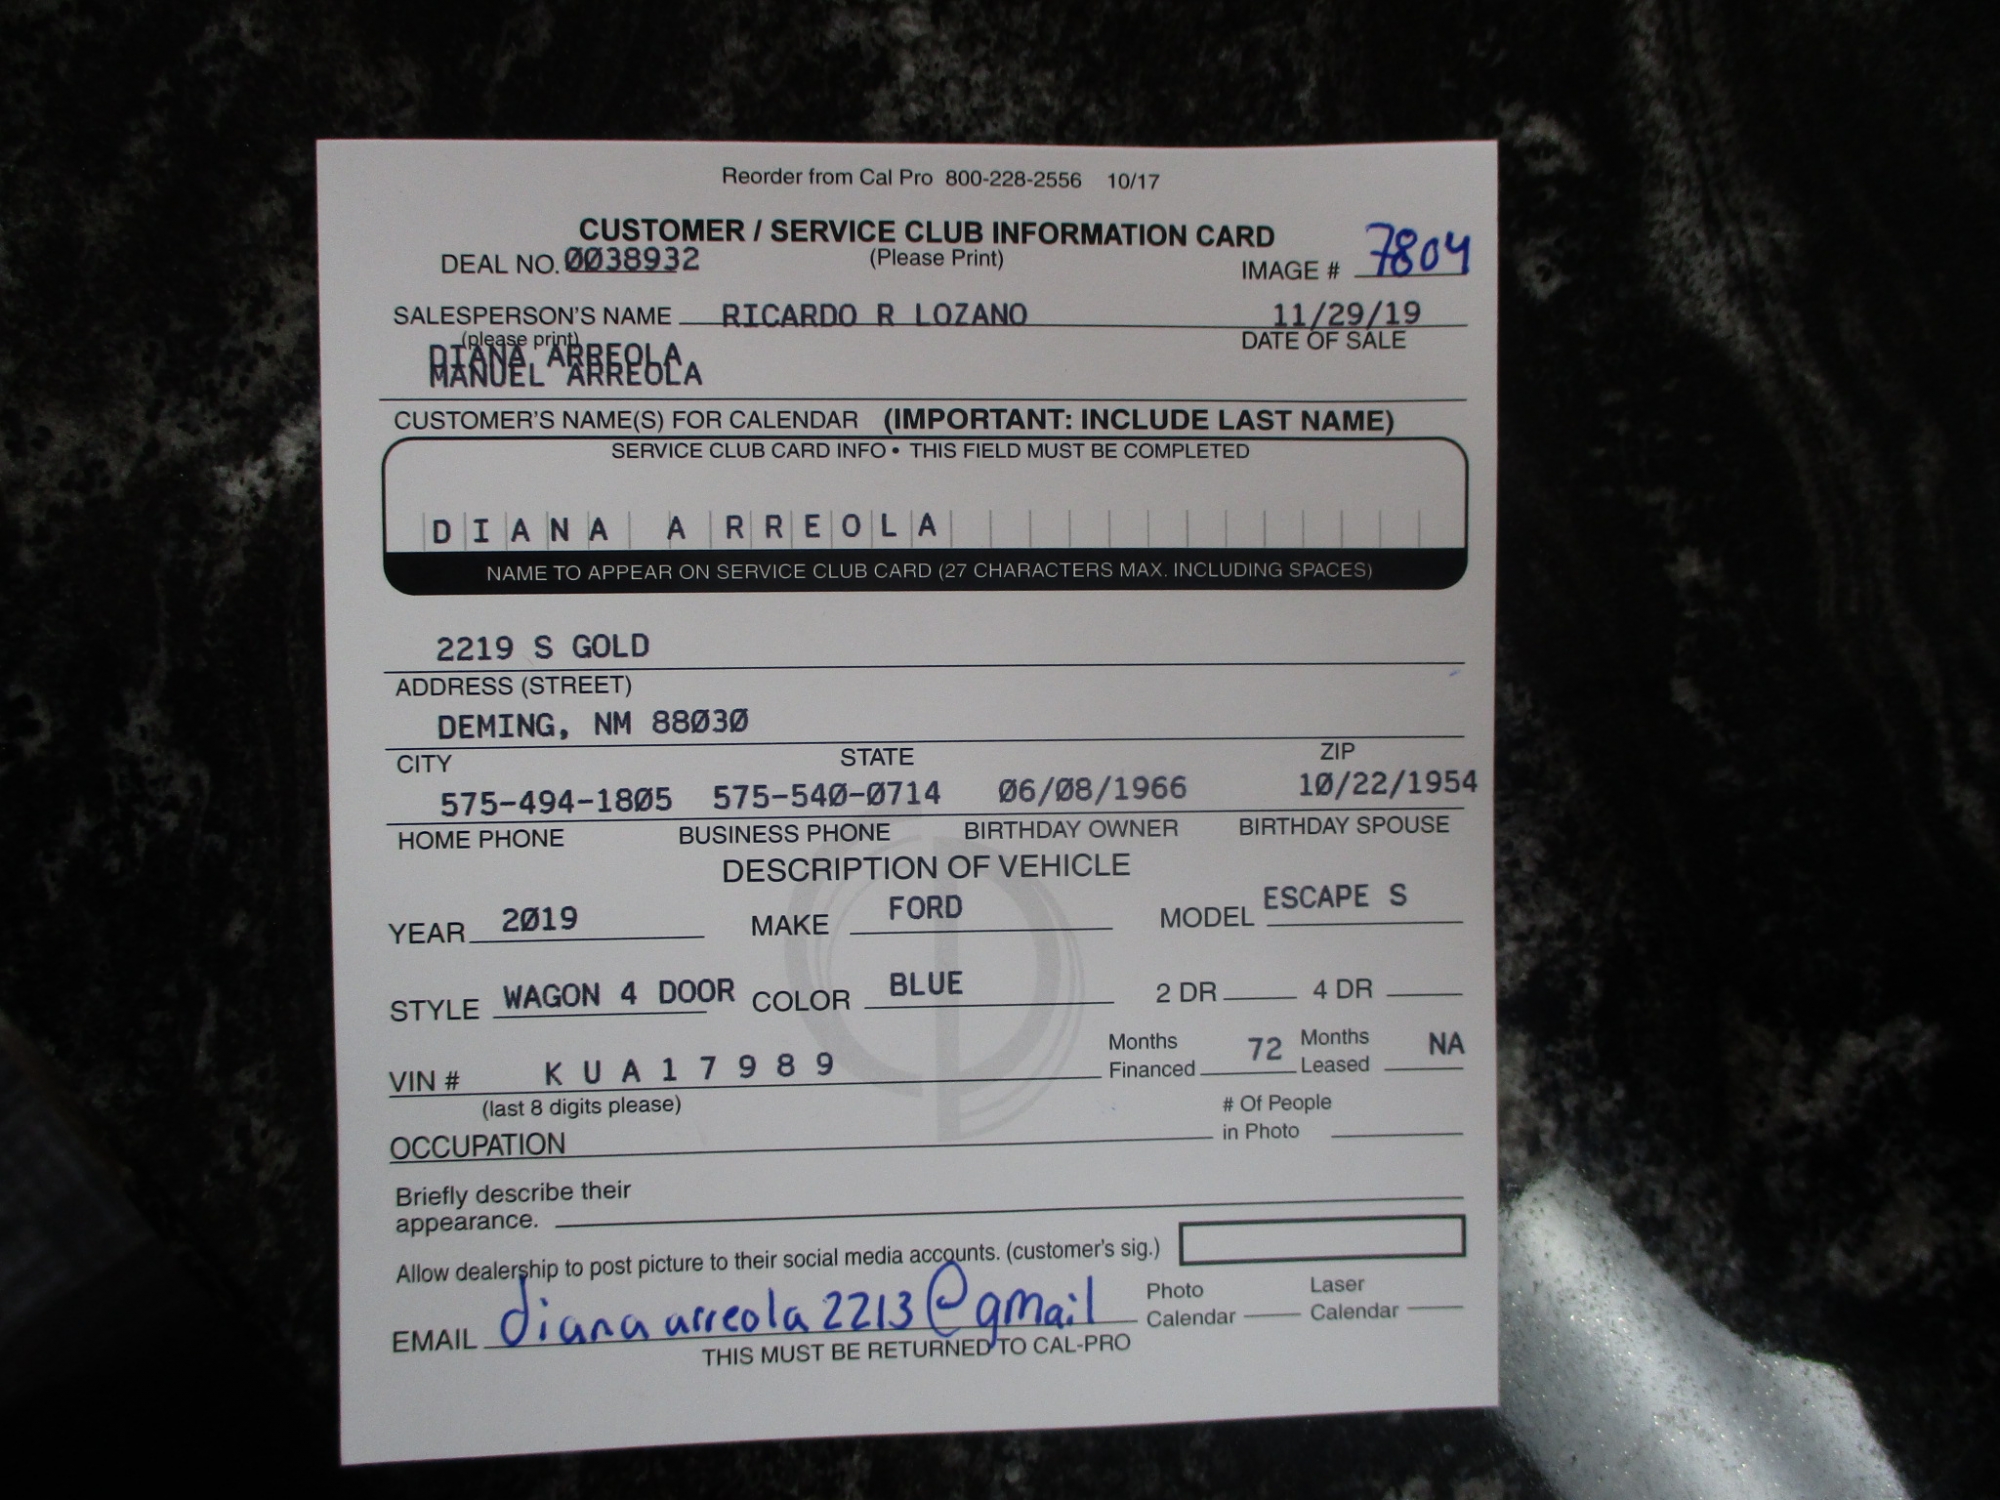 Reorder from Cal Pro 800-228-2556 10/17
CUSTOMER / SERVICE CLUB INFORMATION CARD
DEAL NO. 0038932 (Please Print) IMAGE # 7804
SALESPERSON'S NAME RICARDO R LOZANO 11/29/19
(please print) DATE OF SALE
DIANA ARREOLA
MANUEL ARREOLA
CUSTOMER'S NAME(S) FOR CALENDAR (IMPORTANT: INCLUDE LAST NAME)
SERVICE CLUB CARD INFO • THIS FIELD MUST BE COMPLETED
DIANA ARREOLA
NAME TO APPEAR ON SERVICE CLUB CARD (27 CHARACTERS MAX. INCLUDING SPACES)
2219 S GOLD
ADDRESS (STREET)
DEMING, NM 88030
CITY STATE ZIP
575-494-1805 575-540-0714 06/08/1966 10/22/1954
HOME PHONE BUSINESS PHONE BIRTHDAY OWNER BIRTHDAY SPOUSE
DESCRIPTION OF VEHICLE
YEAR 2019 MAKE FORD MODEL ESCAPE S
STYLE WAGON 4 DOOR COLOR BLUE 2 DR 4 DR
VIN # K U A 1 7 9 8 9 Months Financed 72 Months Leased NA
(last 8 digits please)
OCCUPATION # Of People in Photo
Briefly describe their
appearance.
Allow dealership to post picture to their social media accounts. (customer's sig.)
EMAIL diana arreola 2213@gmail Photo Calendar Laser Calendar
THIS MUST BE RETURNED TO CAL-PRO